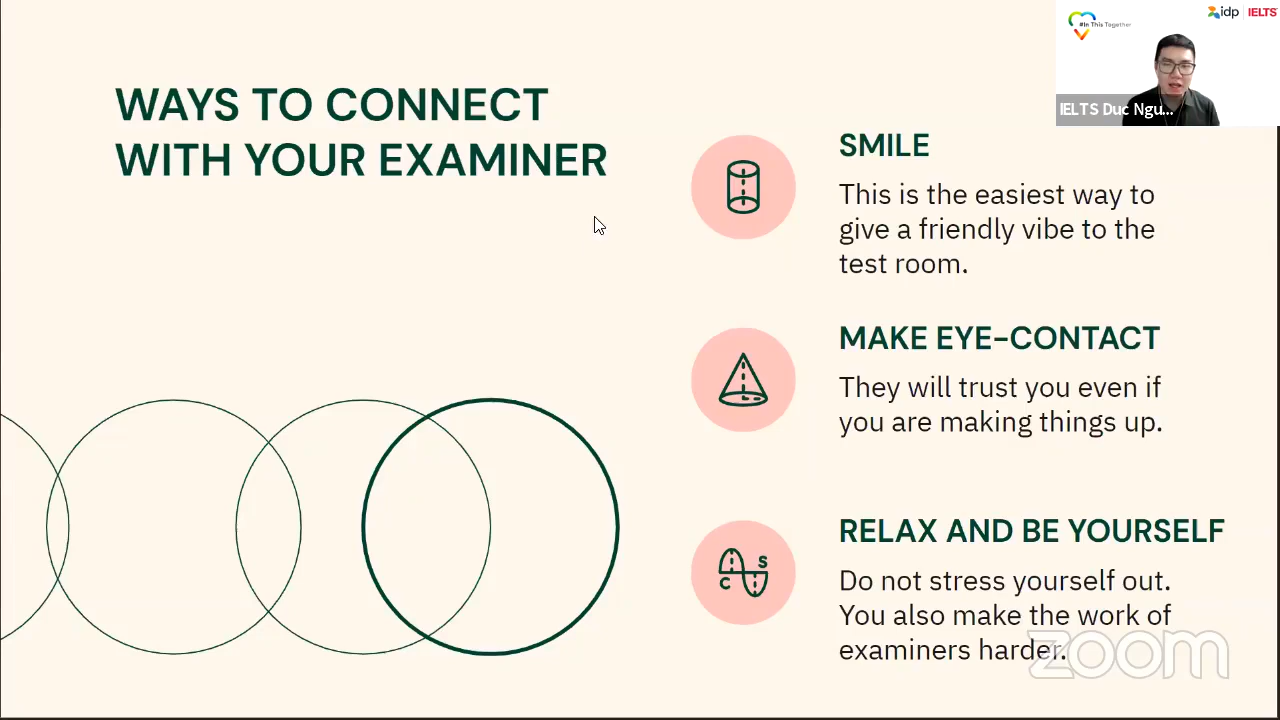 WAYS TO CONNECT
WITH YOUR EXAMINER
#In This Together
idp | IELTS
IELTS Duc Ngu...
SMILE
This is the easiest way to
give a friendly vibe to the
test room.
MAKE EYE-CONTACT
They will trust you even if
you are making things up.
S
C
RELAX AND BE YOURSELF
Do not stress yourself out.
You also make the work of
examiners harder.
zoom